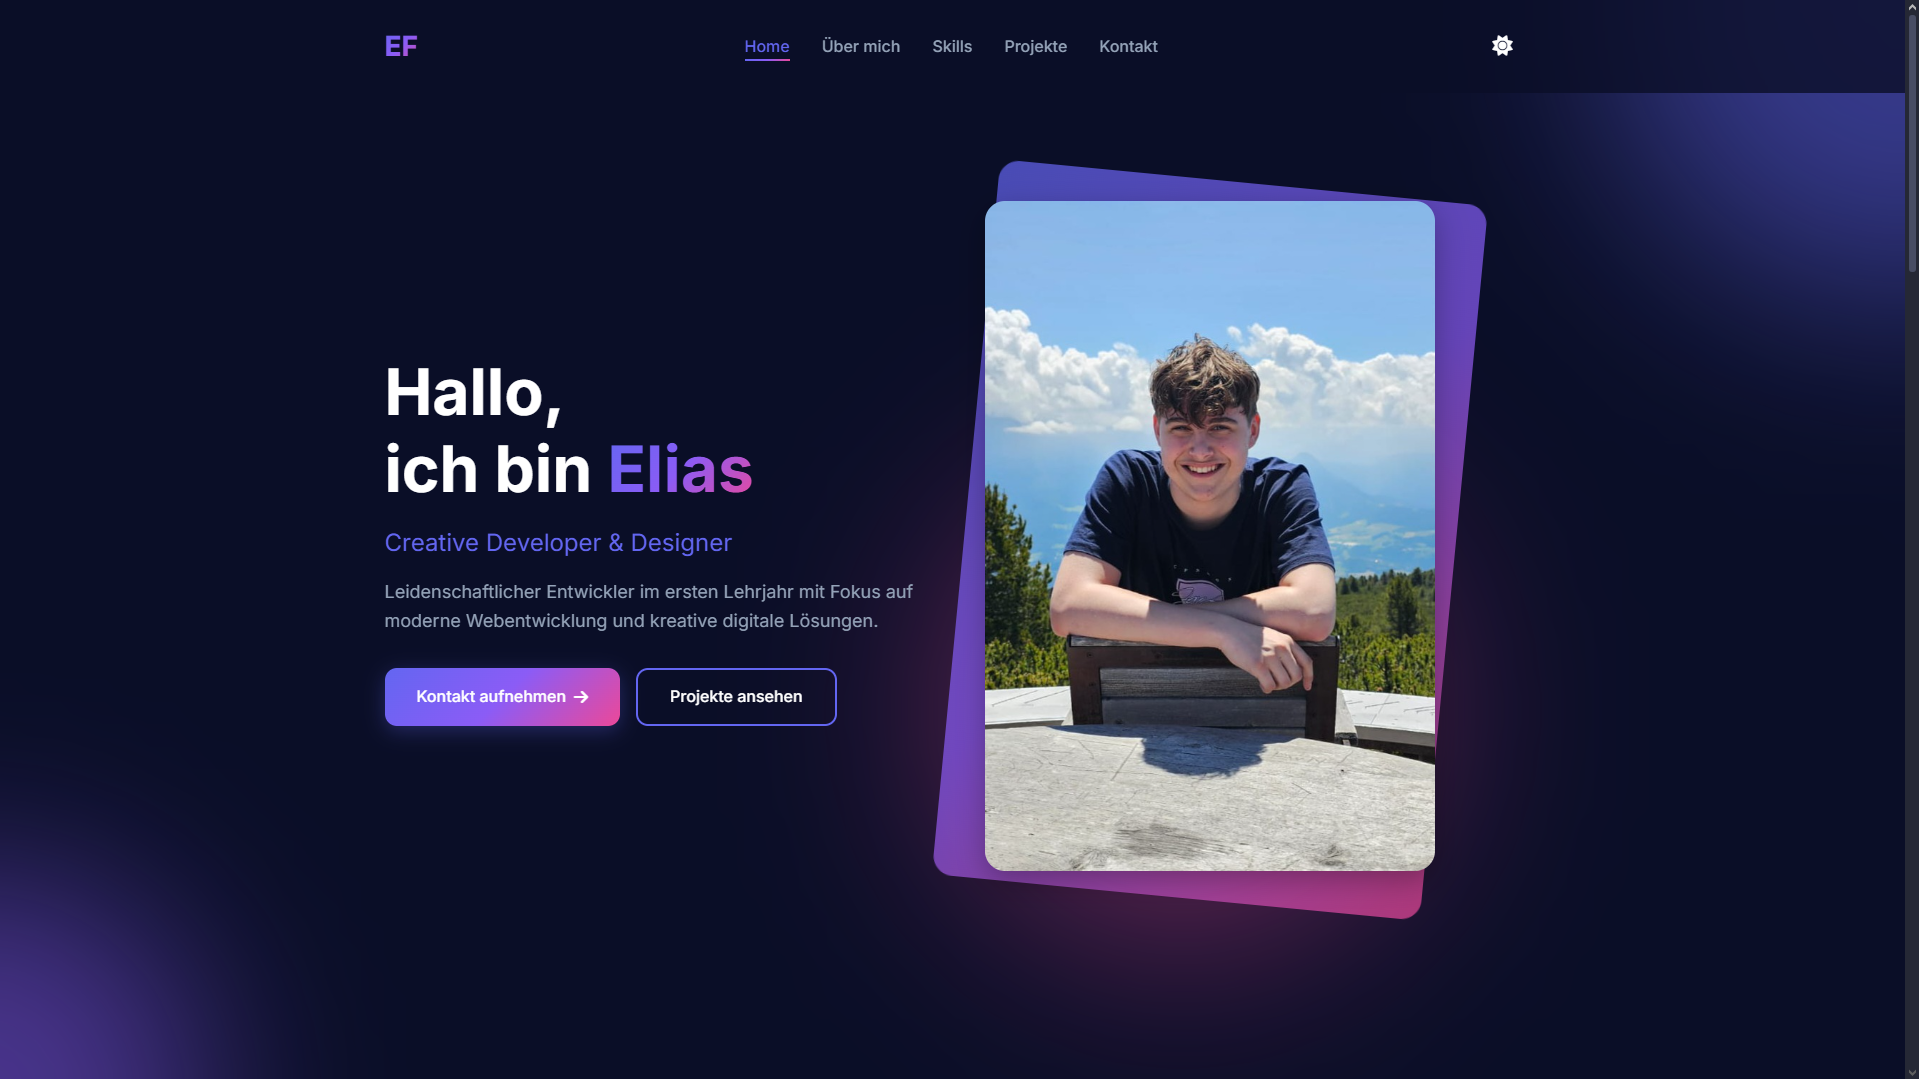 EF
Home
Über mich
Skills
Projekte
Kontakt
Hallo,
ich bin Elias
Creative Developer & Designer
Leidenschaftlicher Entwickler im ersten Lehrjahr mit Fokus auf
moderne Webentwicklung und kreative digitale Lösungen.
Kontakt aufnehmen →
Projekte ansehen